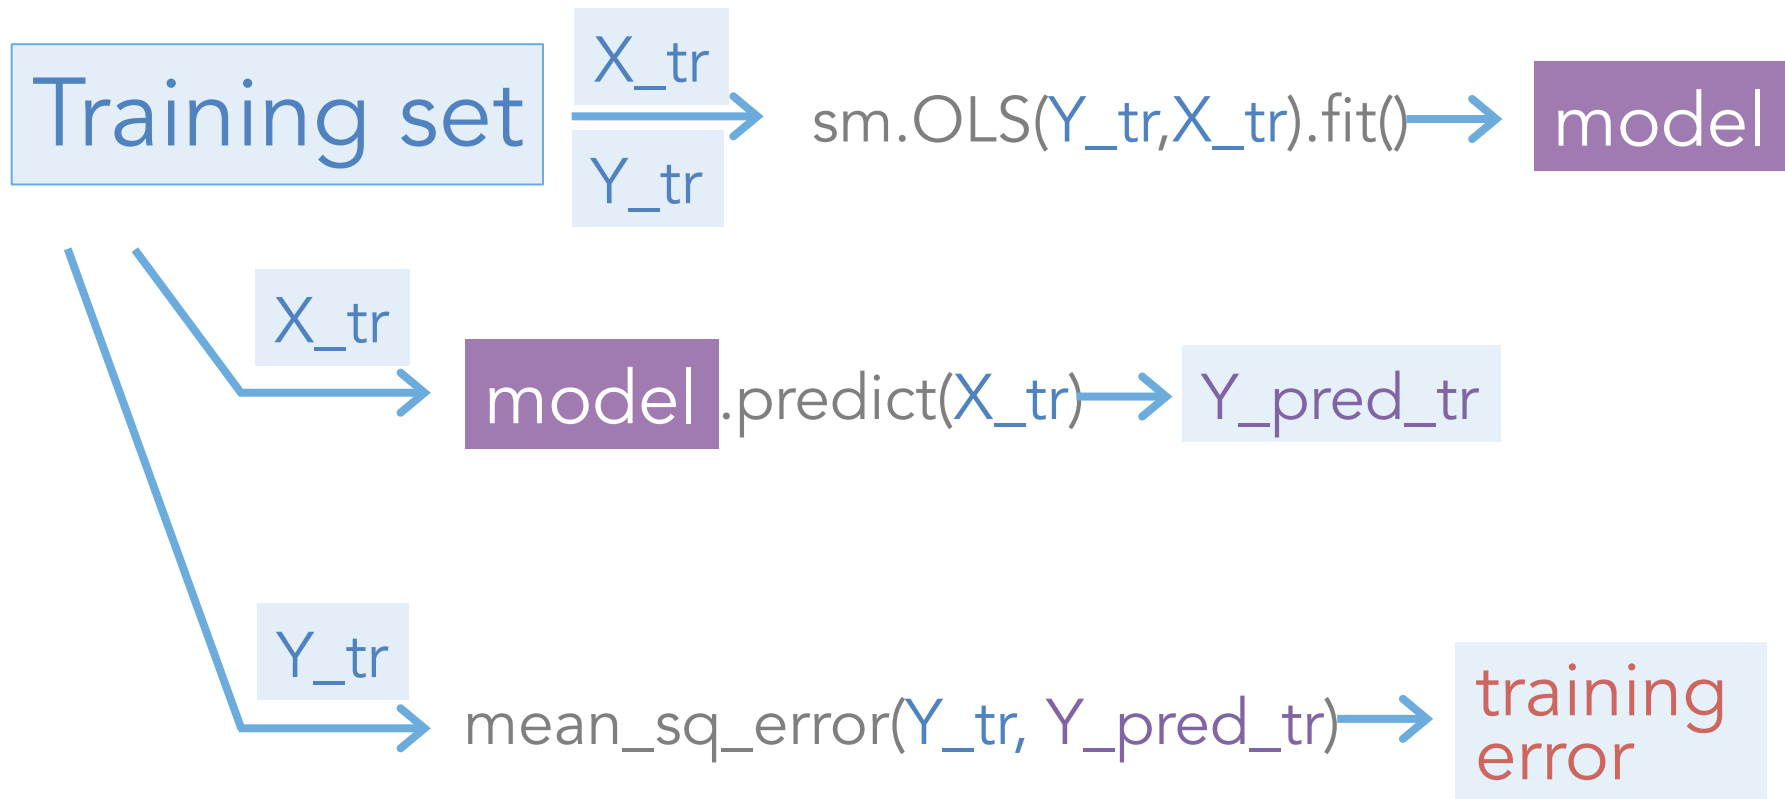 Training set
X_tr
Y_tr
sm.OLS(Y_tr,X_tr).fit()
model
X_tr
model.predict(X_tr)
Y_pred_tr
Y_tr
mean_sq_error(Y_tr, Y_pred_tr)
training
error